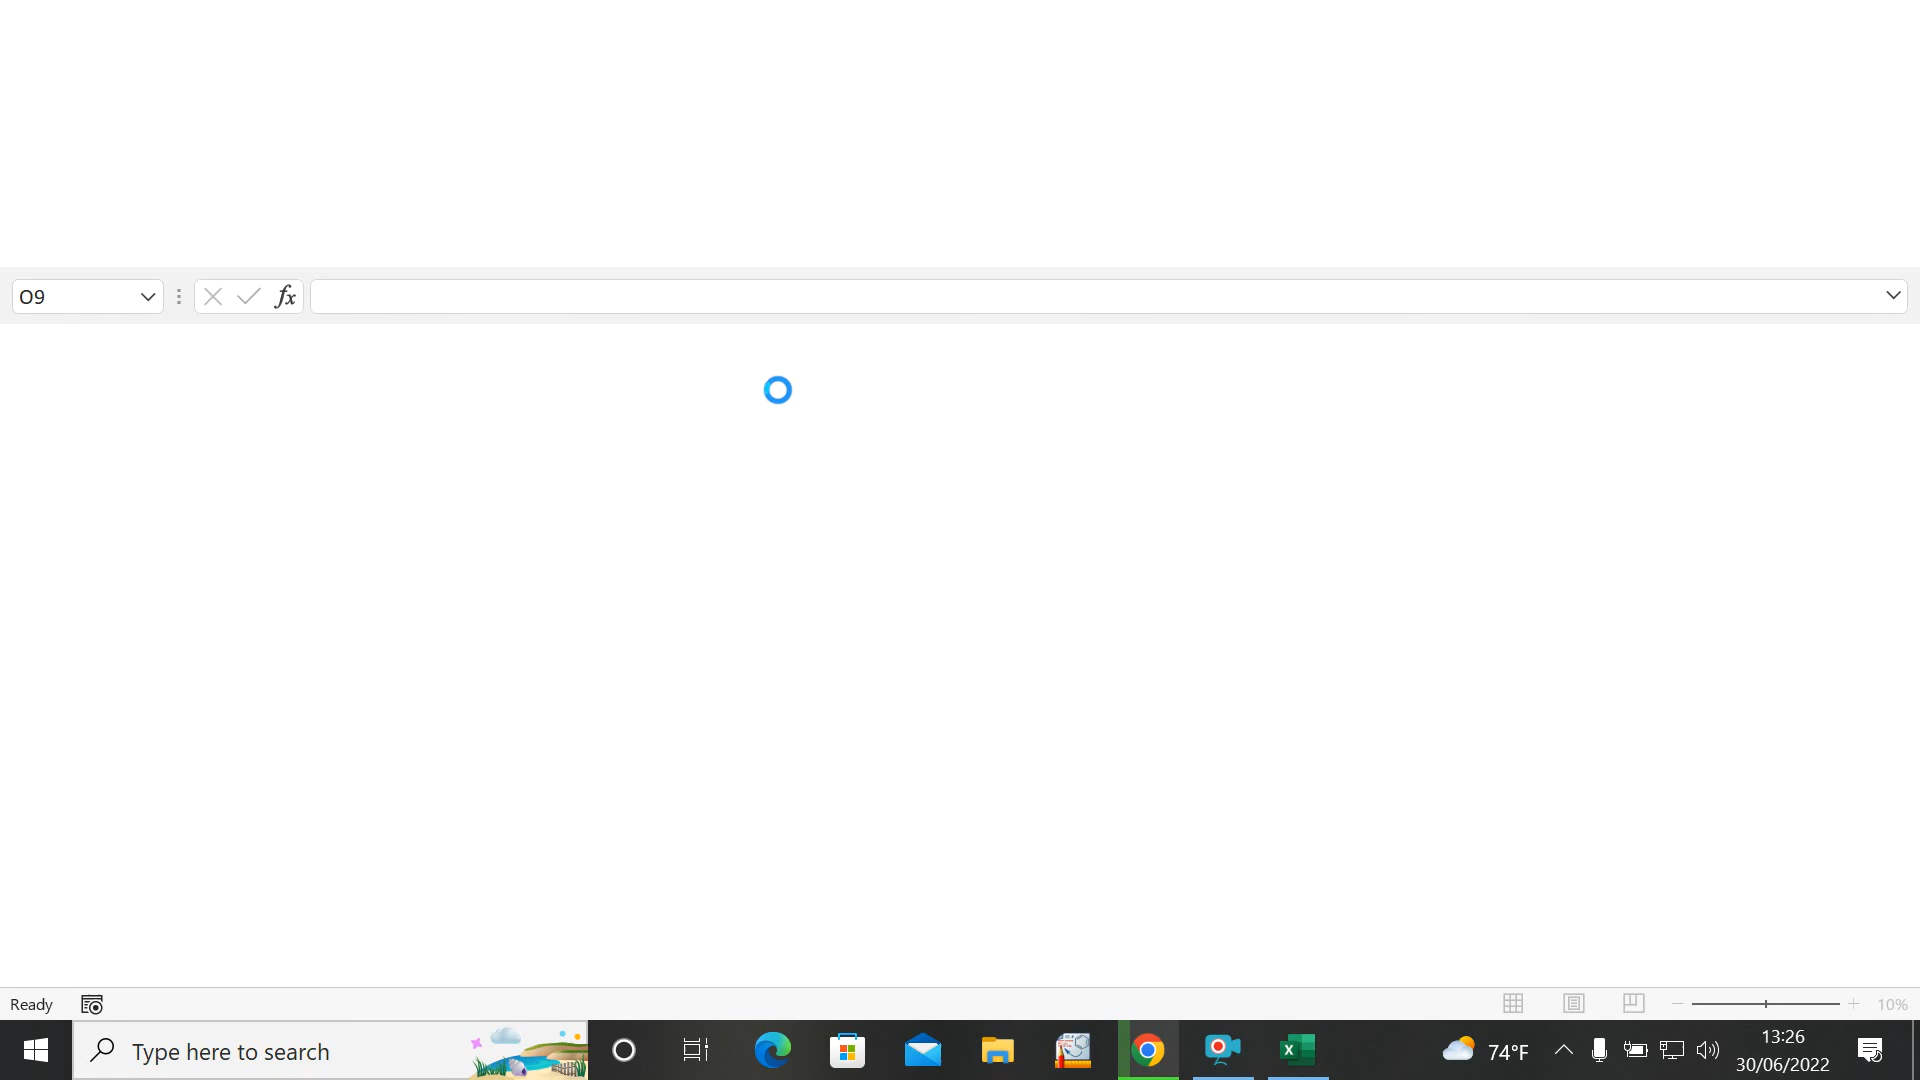 O9
fx
Ready
10%
Type here to search
74°F
13:26
30/06/2022